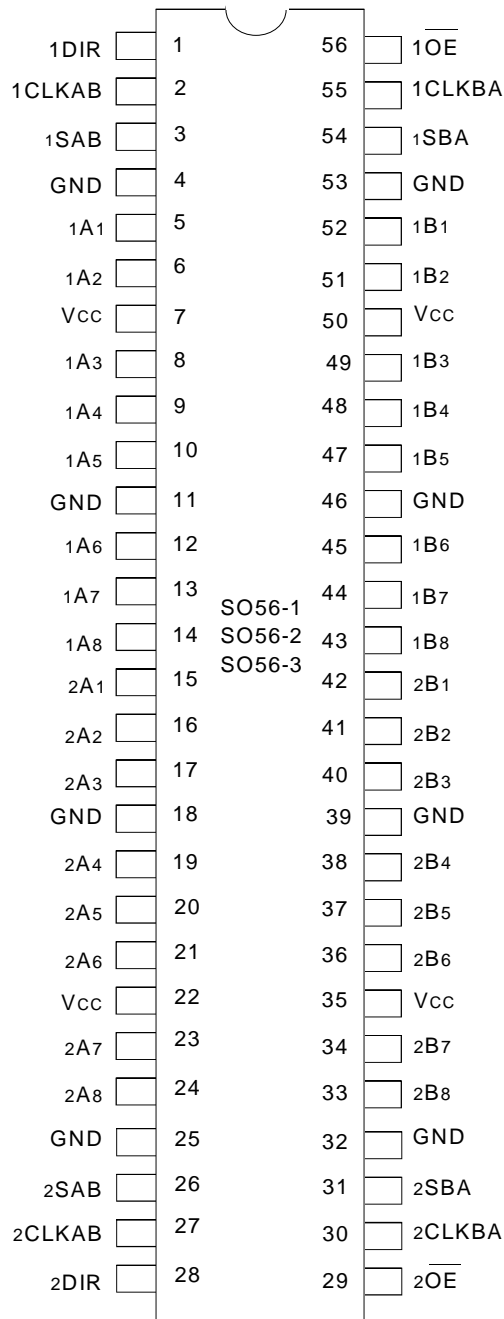 1DIR 1 56 1O̅E̅ 
1CLKAB 2 55 1CLKBA
1SAB 3 54 1SBA
GND 4 53 GND
1A1 5 52 1B1
1A2 6 51 1B2
VCC 7 50 VCC
1A3 8 49 1B3
1A4 9 48 1B4
1A5 10 47 1B5
GND 11 46 GND
1A6 12 45 1B6
1A7 13 44 1B7
SO56-1
1A8 14 SO56-2 43 1B8
SO56-3
2A1 15 42 2B1
2A2 16 41 2B2
2A3 17 40 2B3
GND 18 39 GND
2A4 19 38 2B4
2A5 20 37 2B5
2A6 21 36 2B6
VCC 22 35 VCC
2A7 23 34 2B7
2A8 24 33 2B8
GND 25 32 GND
2SAB 26 31 2SBA
2CLKAB 27 30 2CLKBA
2DIR 28 29 2O̅E̅